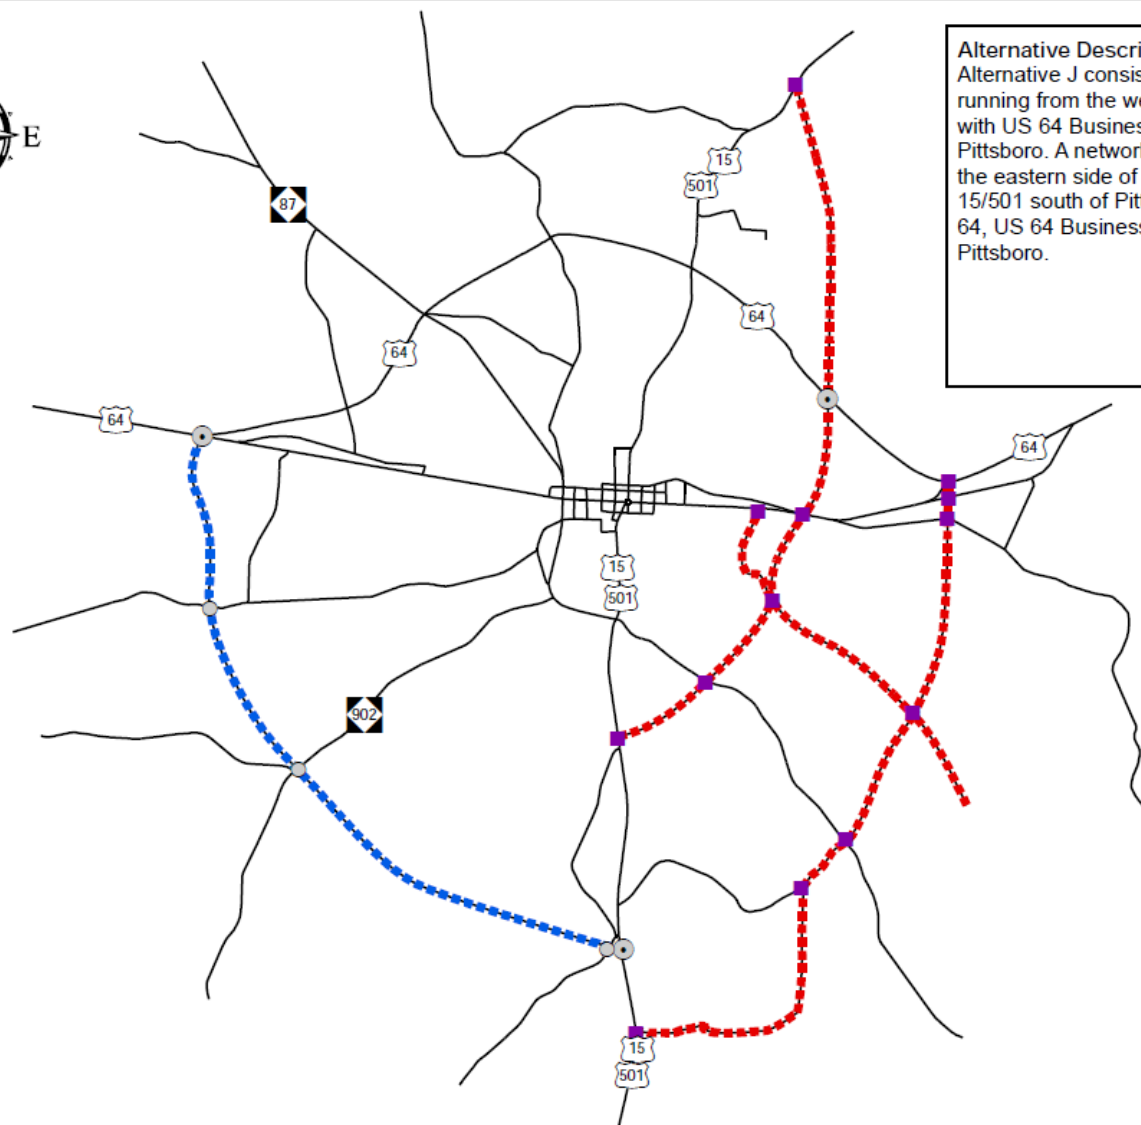 E
Alternative Descri
Alternative J consis
running from the we
with US 64 Busines
Pittsboro. A network
the eastern side of
15/501 south of Pit
64, US 64 Business
Pittsboro.
15
501
87
64
64
64
64
15
501
902
15
501